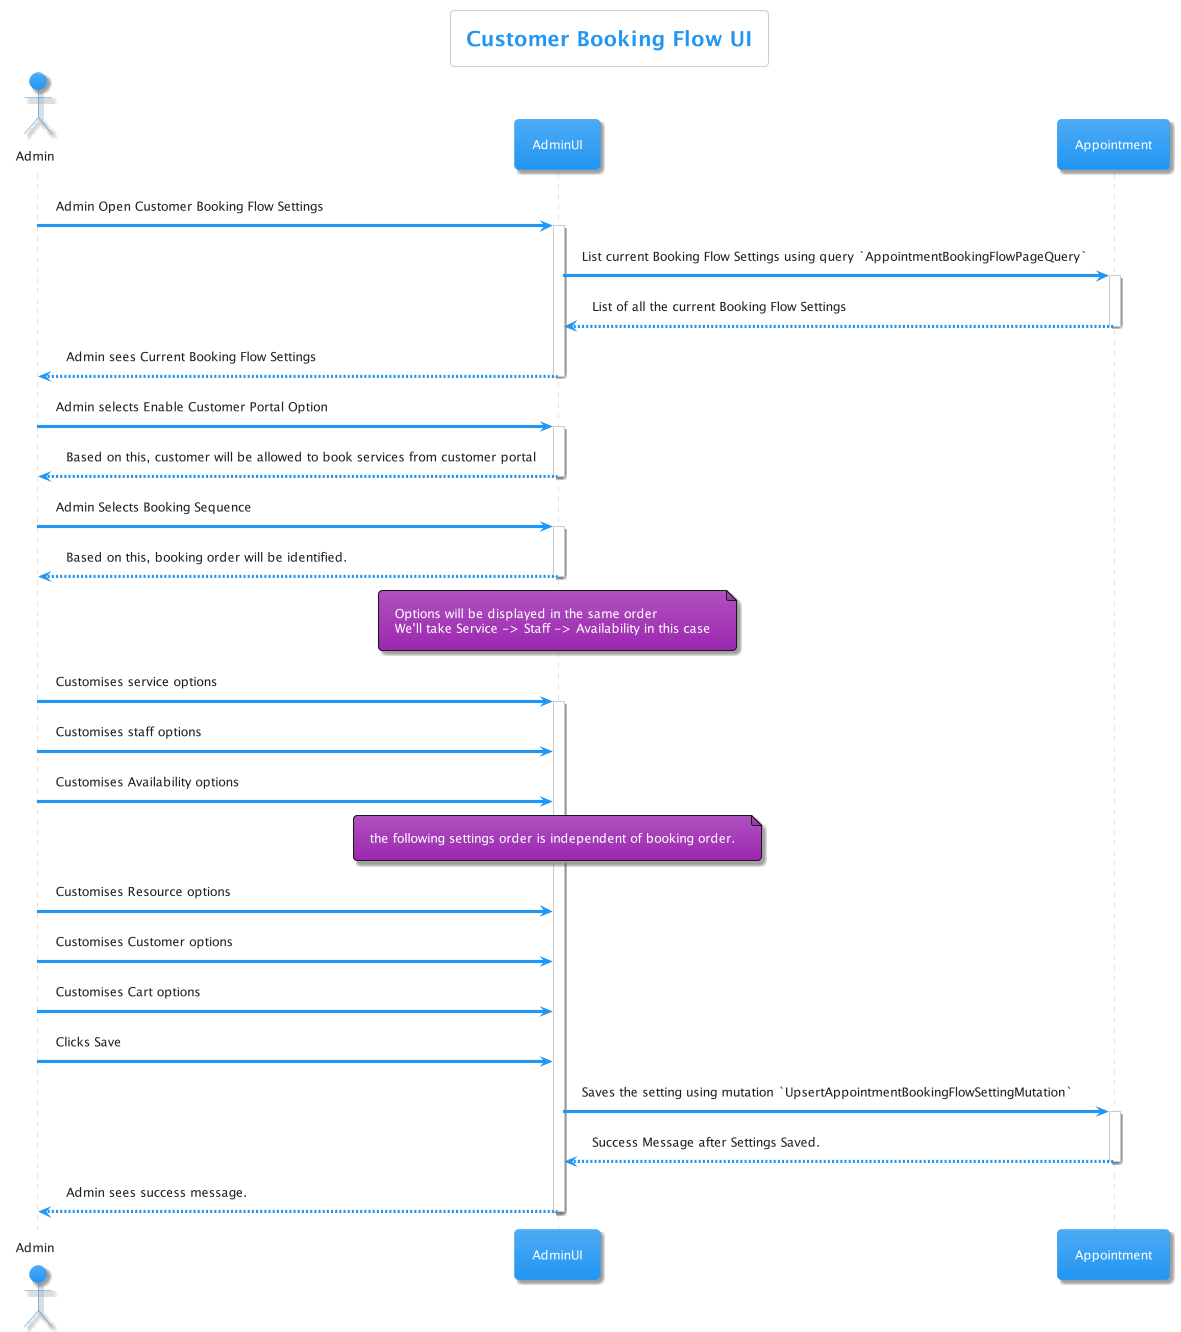 Customer Booking Flow UI
Admin
AdminUI
Appointment
Admin Open Customer Booking Flow Settings
List current Booking Flow Settings using query `AppointmentBookingFlowPageQuery`
List of all the current Booking Flow Settings
Admin sees Current Booking Flow Settings
Admin selects Enable Customer Portal Option
Based on this, customer will be allowed to book services from customer portal
Admin Selects Booking Sequence
Based on this, booking order will be identified.
Options will be displayed in the same order
We'll take Service -> Staff -> Availability in this case
Customises service options
Customises staff options
Customises Availability options
the following settings order is independent of booking order.
Customises Resource options
Customises Customer options
Customises Cart options
Clicks Save
Saves the setting using mutation `UpsertAppointmentBookingFlowSettingMutation`
Success Message after Settings Saved.
Admin sees success message.
Admin
AdminUI
Appointment